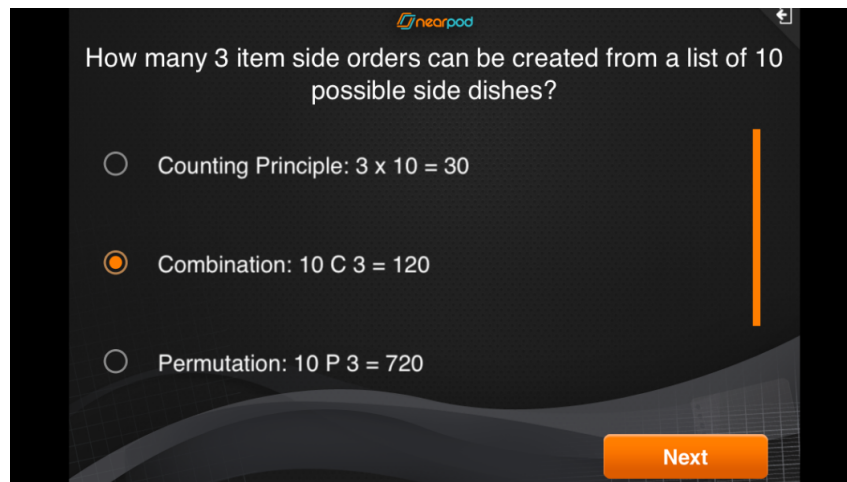 nearpod
How many 3 item side orders can be created from a list of 10
possible side dishes?
Counting Principle: 3 x 10 = 30
Combination: 10 C 3 = 120
Permutation: 10 P 3 = 720
Next